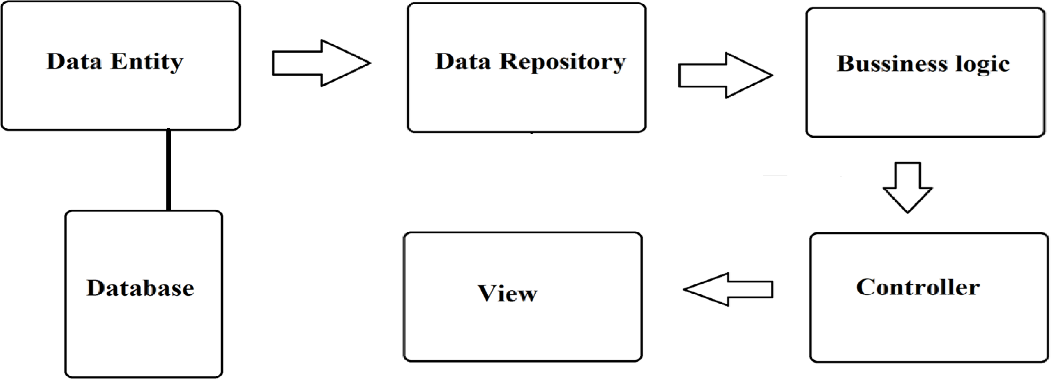 Data Entity
Data Repository
Bussiness logic
Database
View
Controller